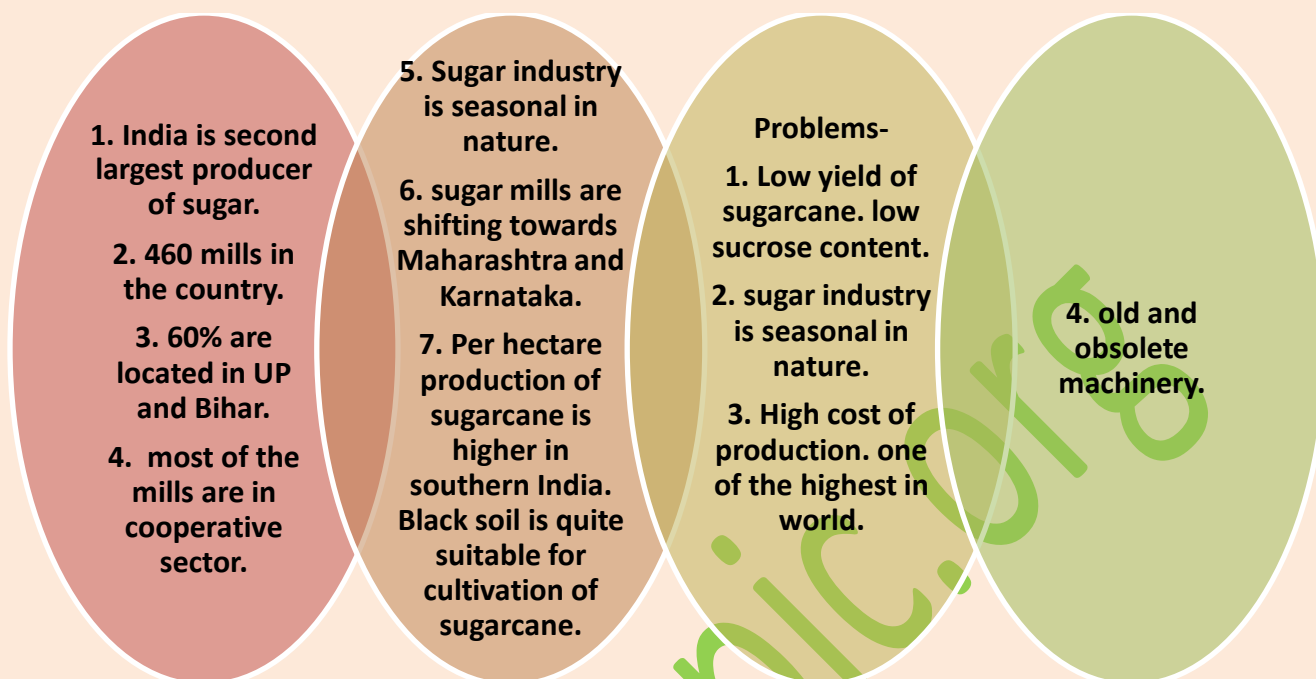 1. India is second
largest producer
of sugar.
2. 460 mills in
the country.
3. 60% are
located in UP
and Bihar.
4.  most of the
mills are in
cooperative
sector.
5. Sugar industry
is seasonal in
nature.
6. sugar mills are
shifting towards
Maharashtra and
Karnataka.
7. Per hectare
production of
sugarcane is
higher in
southern India.
Black soil is quite
suitable for
cultivation of
sugarcane.
Problems-
1. Low yield of
sugarcane. low
sucrose content.
2. sugar industry
is seasonal in
nature.
3. High cost of
production. one
of the highest in
world.
4. old and
obsolete
machinery.
nic.org